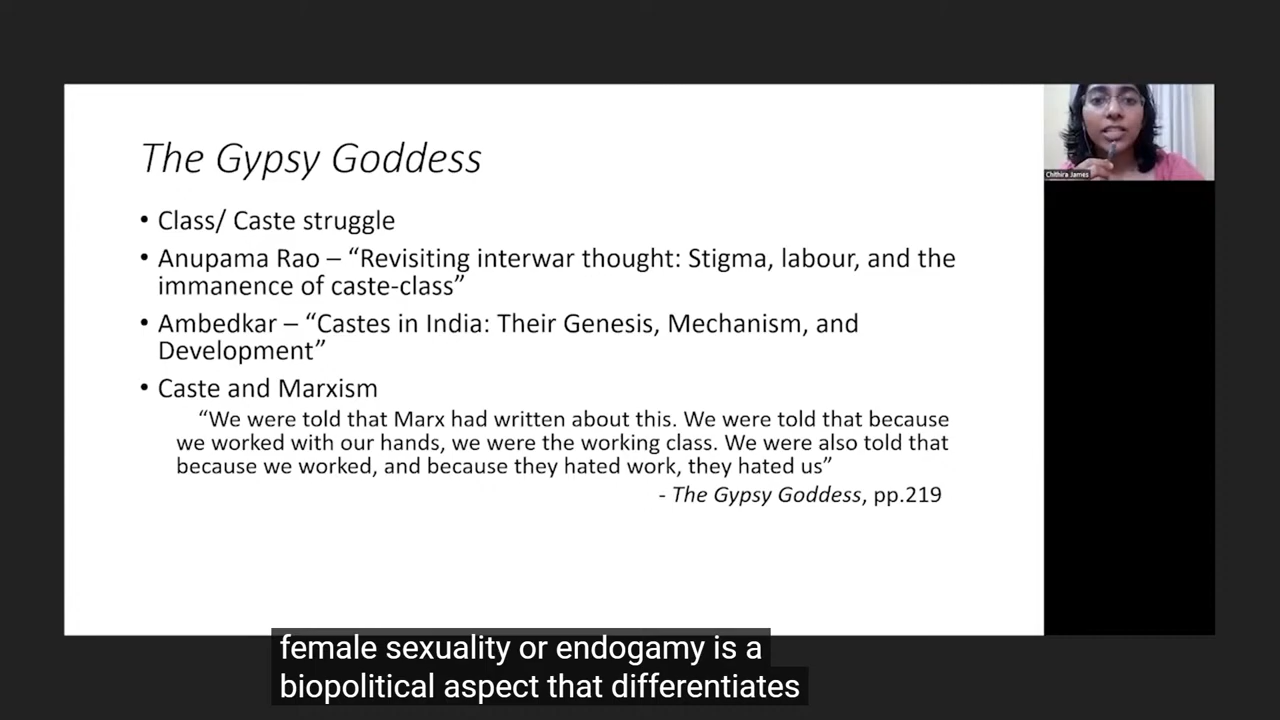 The Gypsy Goddess
• Class/ Caste struggle
• Anupama Rao – “Revisiting interwar thought: Stigma, labour, and the
immanence of caste-class”
• Ambedkar – “Castes in India: Their Genesis, Mechanism, and
Development”
• Caste and Marxism
“We were told that Marx had written about this. We were told that because
we worked with our hands, we were the working class. We were also told that
because we worked, and because they hated work, they hated us”
- The Gypsy Goddess, pp.219
Chithira James
female sexuality or endogamy is a
biopolitical aspect that differentiates